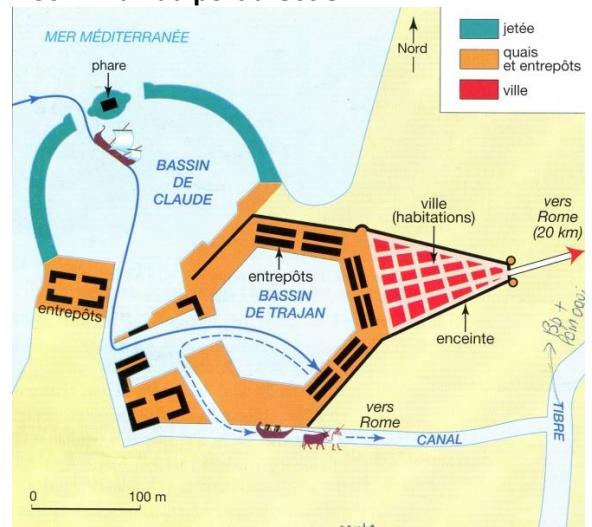 MER MÉDITERRANÉE
phare
Nord
jetée
quais
et entrepôts
ville
BASSIN
DE
CLAUDE
ville
(habitations)
vers
Rome
(20 km)
entrepôts
BASSIN
DE TRAJAN
entrepôts
enceinte
vers
Rome
CANAL
TIBRE
0 100 m